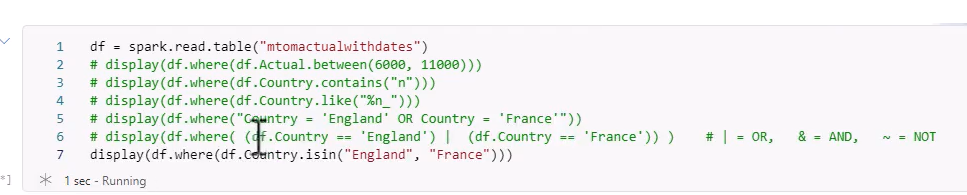 1 df = spark.read.table("mtomactualwithdates")
2 # display(df.where(df.Actual.between(6000, 11000)))
3 # display(df.where(df.Country.contains("n")))
4 # display(df.where(df.Country.like("%n_")))
5 # display(df.where("Country = 'England' OR Country = 'France'"))
6 # display(df.where( (df.Country == 'England') | (df.Country == 'France')) ) # | = OR, & = AND, ~ = NOT
7 display(df.where(df.Country.isin("England", "France")))
*] 1 sec - Running